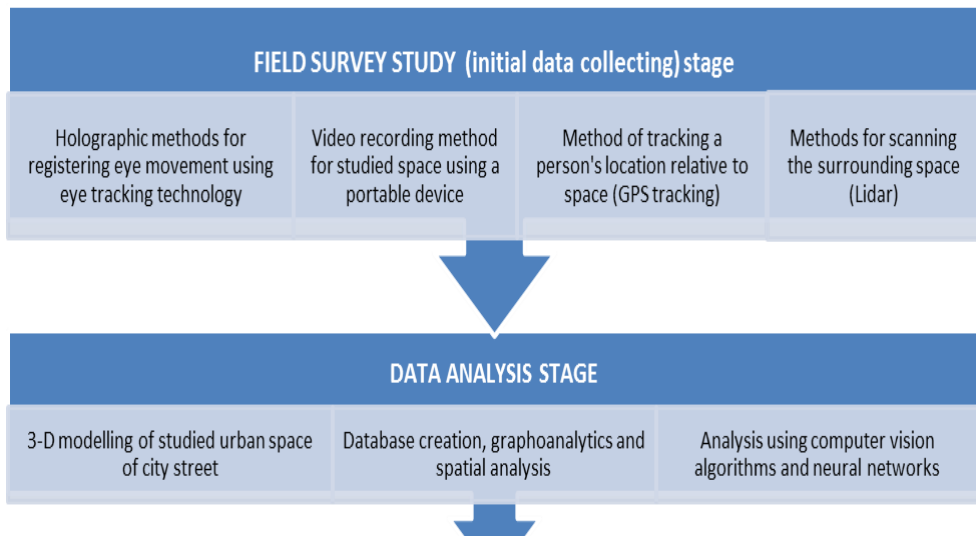 FIELD SURVEY STUDY (initial data collecting) stage
Holographic methods for
registering eye movement using
eye tracking technology
Video recording method
for studied space using a
portable device
Method of tracking a
person's location relative to
space (GPS tracking)
Methods for scanning
the surrounding space
(Lidar)
DATA ANALYSIS STAGE
3-D modelling of studied urban space
of city street
Database creation, graphoanalytics and
spatial analysis
Analysis using computer vision
algorithms and neural networks